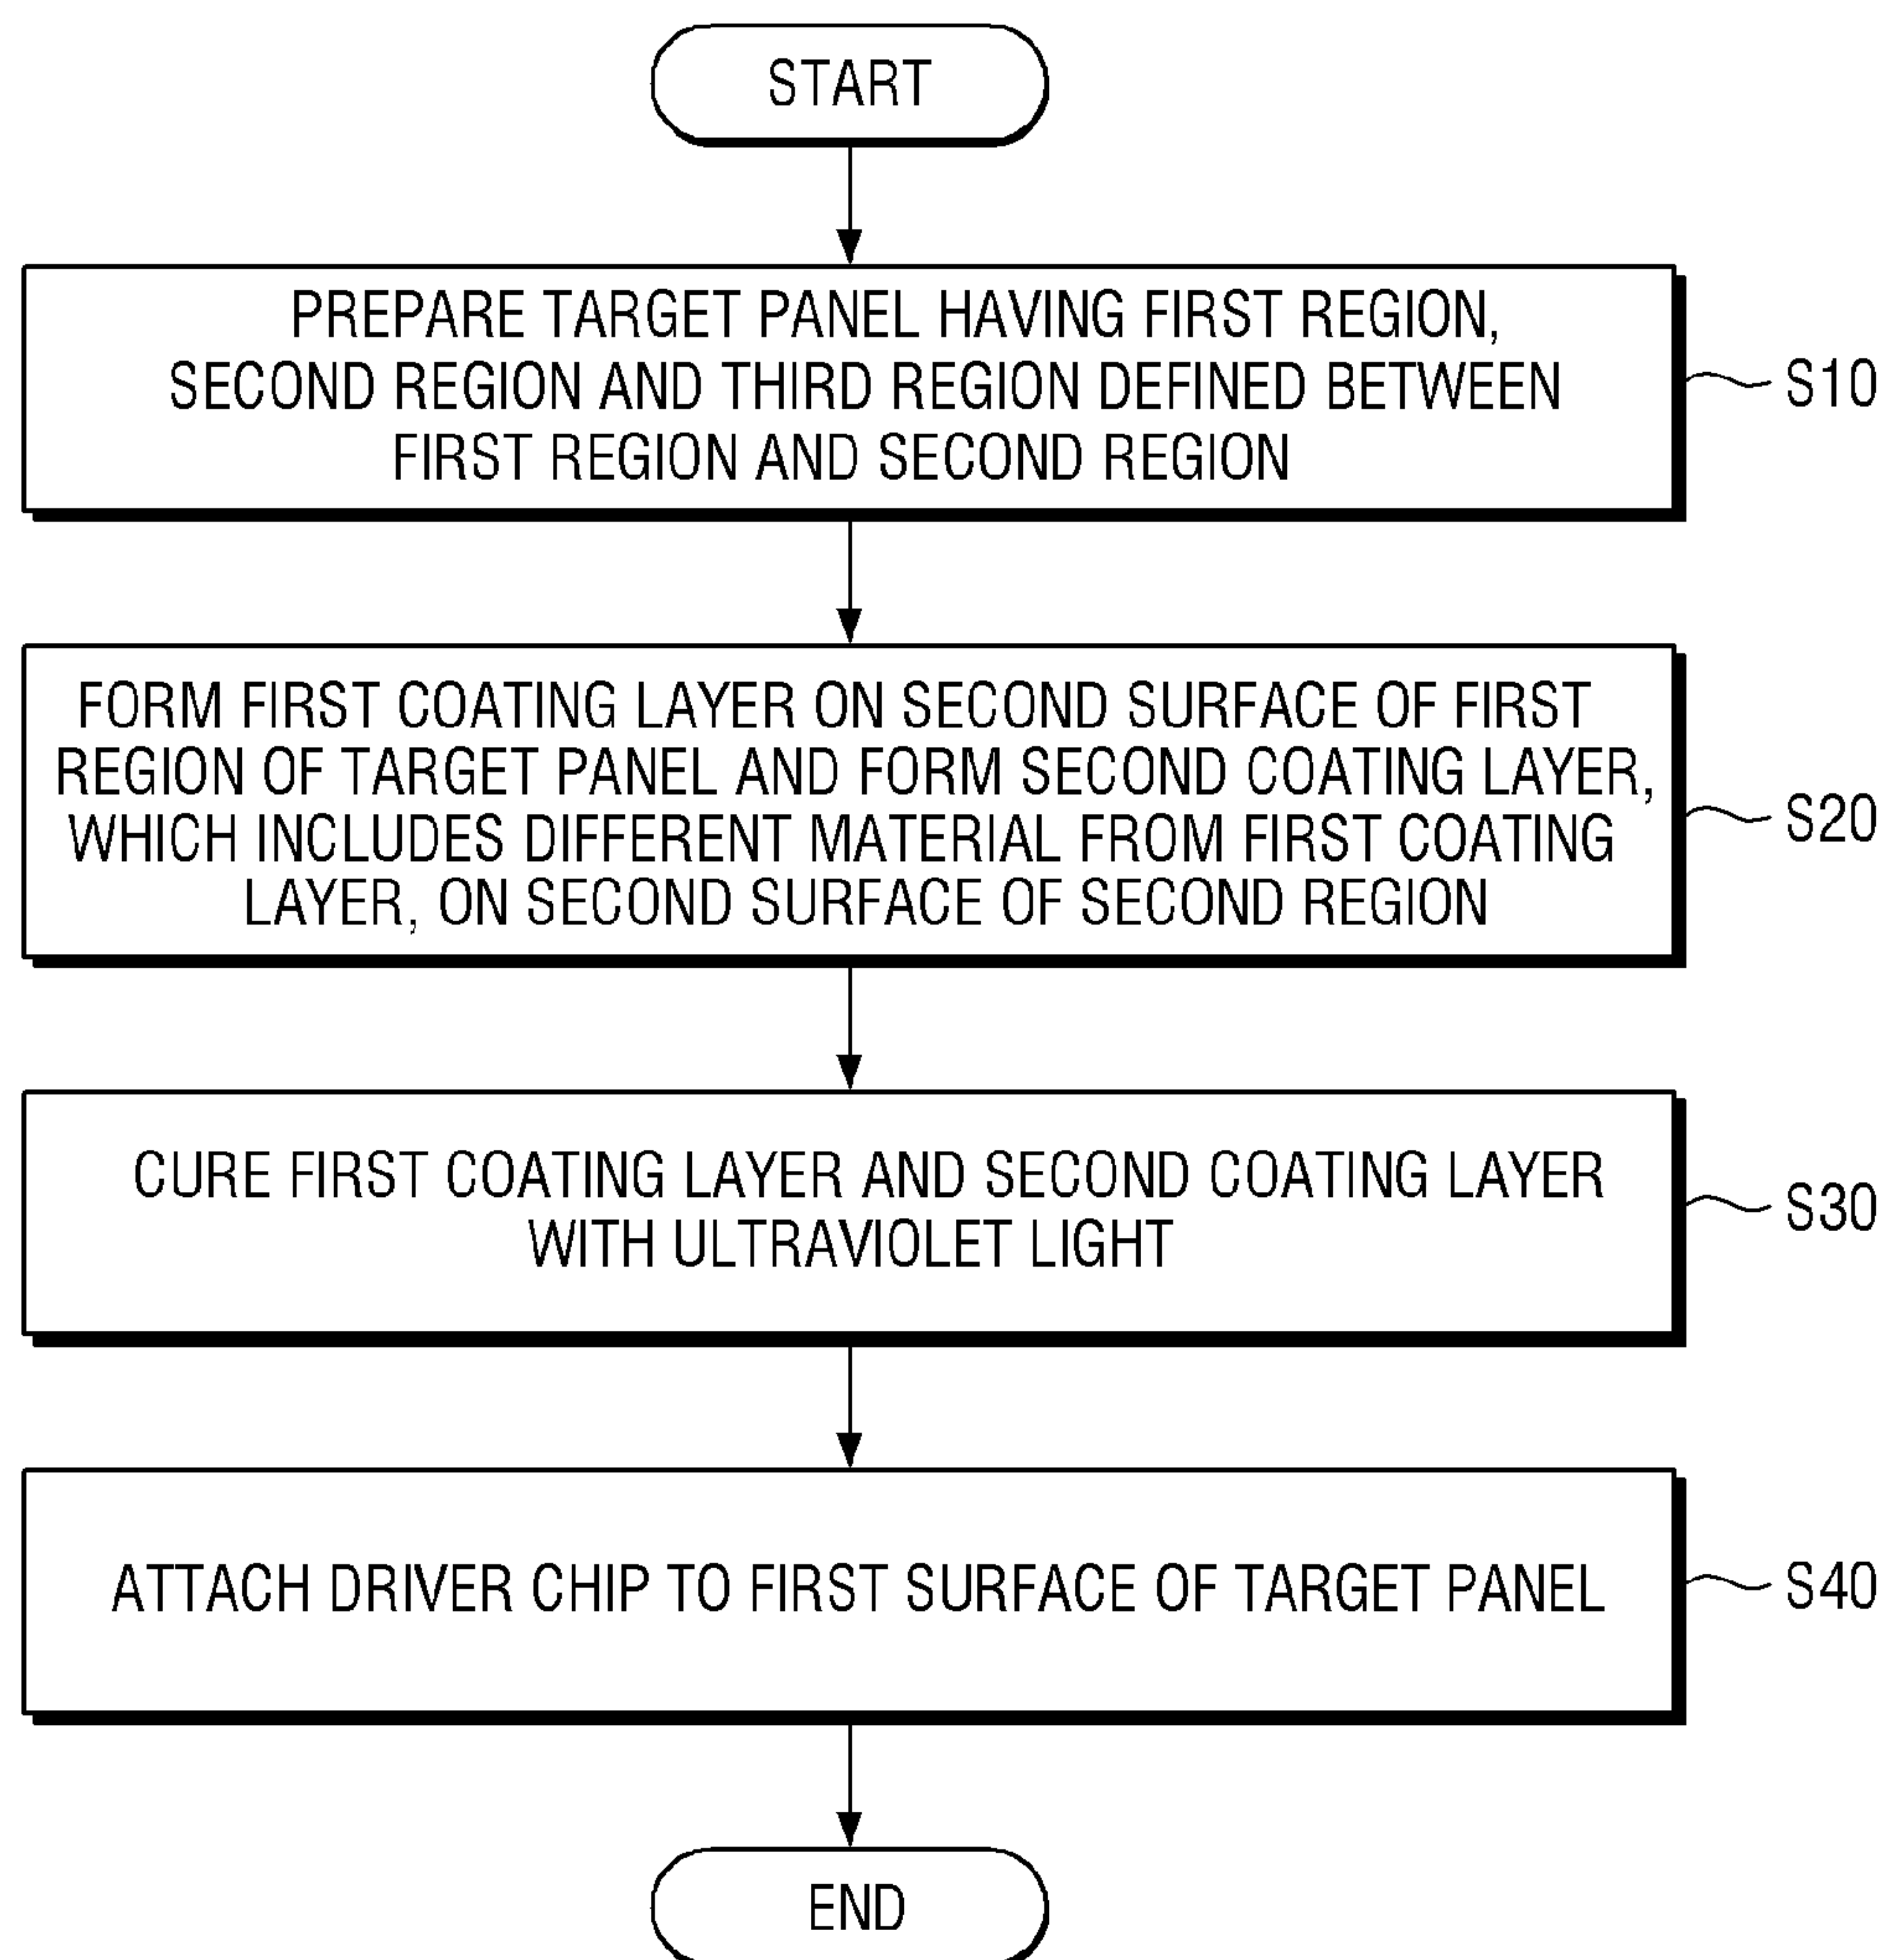 START
PREPARE TARGET PANEL HAVING FIRST REGION,
SECOND REGION AND THIRD REGION DEFINED BETWEEN
FIRST REGION AND SECOND REGION
S10
FORM FIRST COATING LAYER ON SECOND SURFACE OF FIRST
REGION OF TARGET PANEL AND FORM SECOND COATING LAYER,
WHICH INCLUDES DIFFERENT MATERIAL FROM FIRST COATING
LAYER, ON SECOND SURFACE OF SECOND REGION
S20
CURE FIRST COATING LAYER AND SECOND COATING LAYER
WITH ULTRAVIOLET LIGHT
S30
ATTACH DRIVER CHIP TO FIRST SURFACE OF TARGET PANEL
S40
END